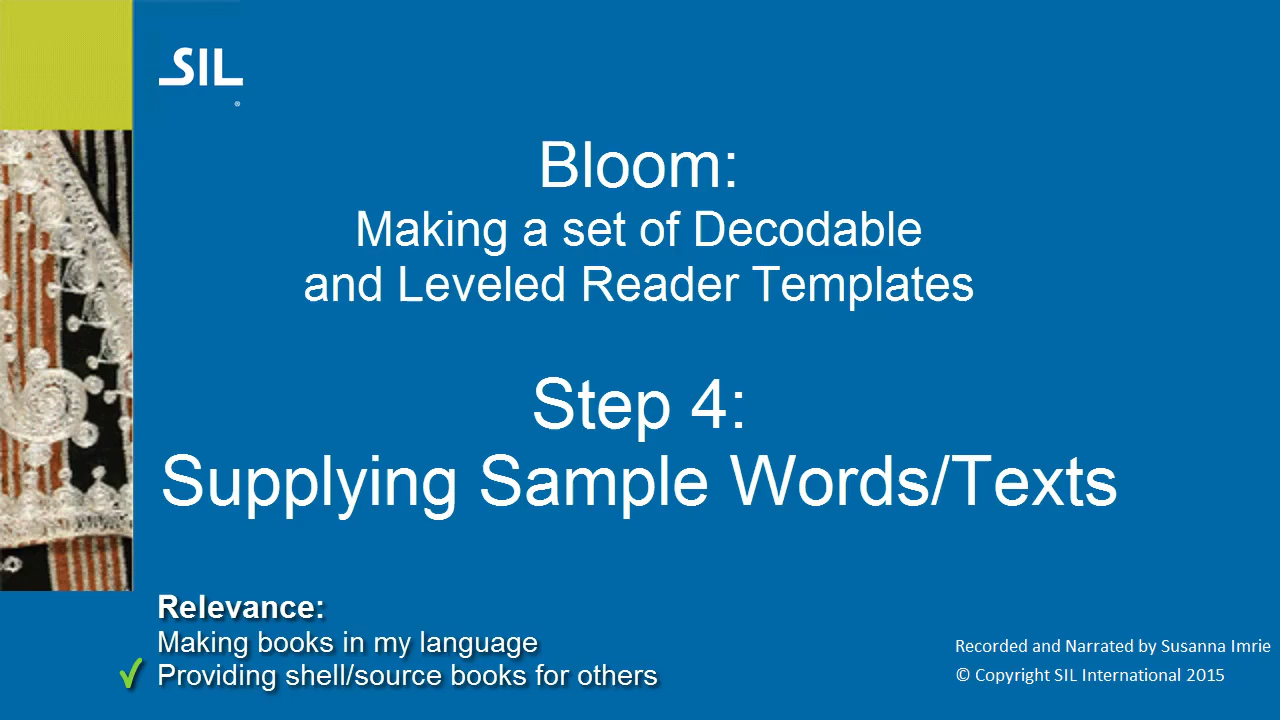 SIL
®
Bloom:
Making a set of Decodable
and Leveled Reader Templates
Step 4:
Supplying Sample Words/Texts
Relevance:
Making books in my language
✓ Providing shell/source books for others
Recorded and Narrated by Susanna Imrie
© Copyright SIL International 2015